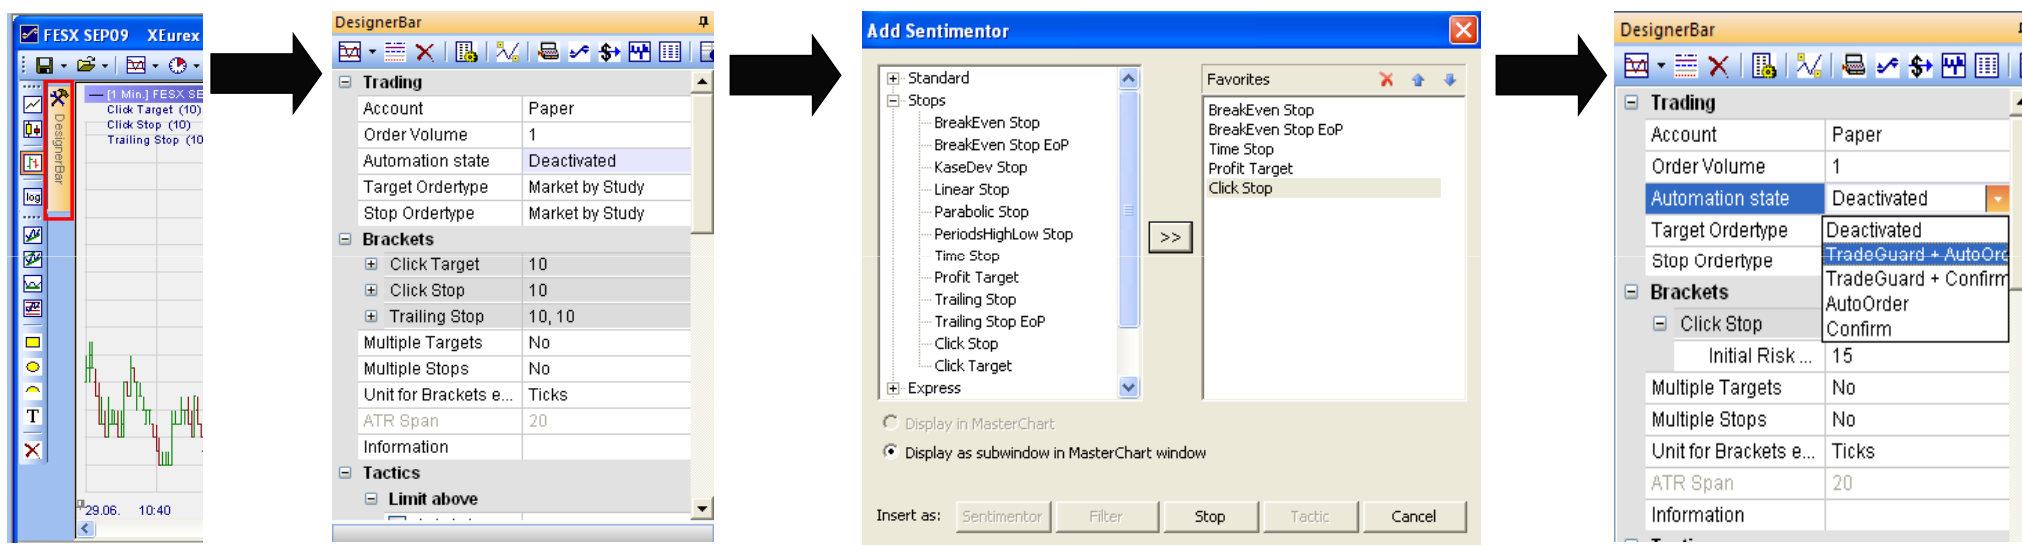 FESX SEP09 XEurex
[1 Min.] FESX SE
Click Target (10)
Click Stop (10)
Trailing Stop (10
DesignerBar
log
T
29.06. 10:40
DesignerBar
Trading
Account Paper
Order Volume 1
Automation state Deactivated
Target Ordertype Market by Study
Stop Ordertype Market by Study
Brackets
Click Target 10
Click Stop 10
Trailing Stop 10, 10
Multiple Targets No
Multiple Stops No
Unit for Brackets e... Ticks
ATR Span 20
Information
Tactics
Limit above
Add Sentimentor
Standard
Stops
BreakEven Stop
BreakEven Stop EoP
KaseDev Stop
Linear Stop
Parabolic Stop
PeriodsHighLow Stop
Time Stop
Profit Target
Trailing Stop
Trailing Stop EoP
Click Stop
Click Target
Express
>>
Favorites
BreakEven Stop
BreakEven Stop EoP
Time Stop
Profit Target
Click Stop
Display in MasterChart
Display as subwindow in MasterChart window
Insert as: Sentimentor Filter Stop Tactic Cancel
DesignerBar
Trading
Account Paper
Order Volume 1
Automation state Deactivated
Target Ordertype Deactivated
Stop Ordertype TradeGuard + AutoOrd
TradeGuard + Confirm
AutoOrder
Confirm
Brackets
Click Stop
Initial Risk ... 15
Multiple Targets No
Multiple Stops No
Unit for Brackets e... Ticks
ATR Span 20
Information